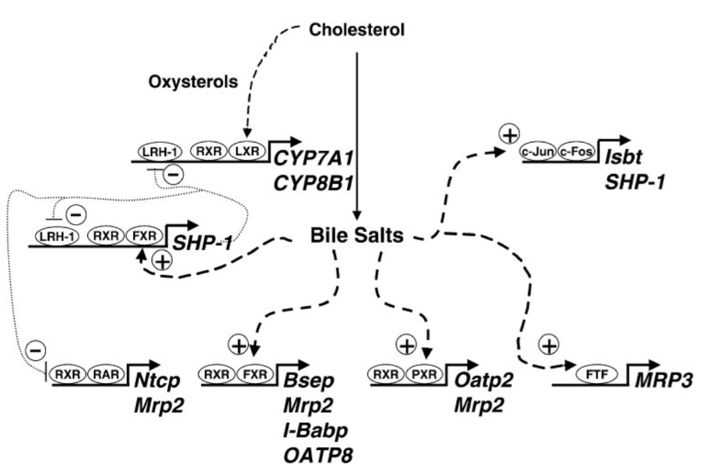 Cholesterol
Oxysterols
LRH-1 RXR LXR CYP7A1
CYP8B1
−
+ c-Jun c-Fos Isbt
SHP-1
−
LRH-1 RXR FXR SHP-1
+
Bile Salts
− RXR RAR Ntcp
Mrp2
+ RXR FXR Bsep
Mrp2
I-Babp
OATP8
+ RXR PXR Oatp2
Mrp2
+ FTF MRP3